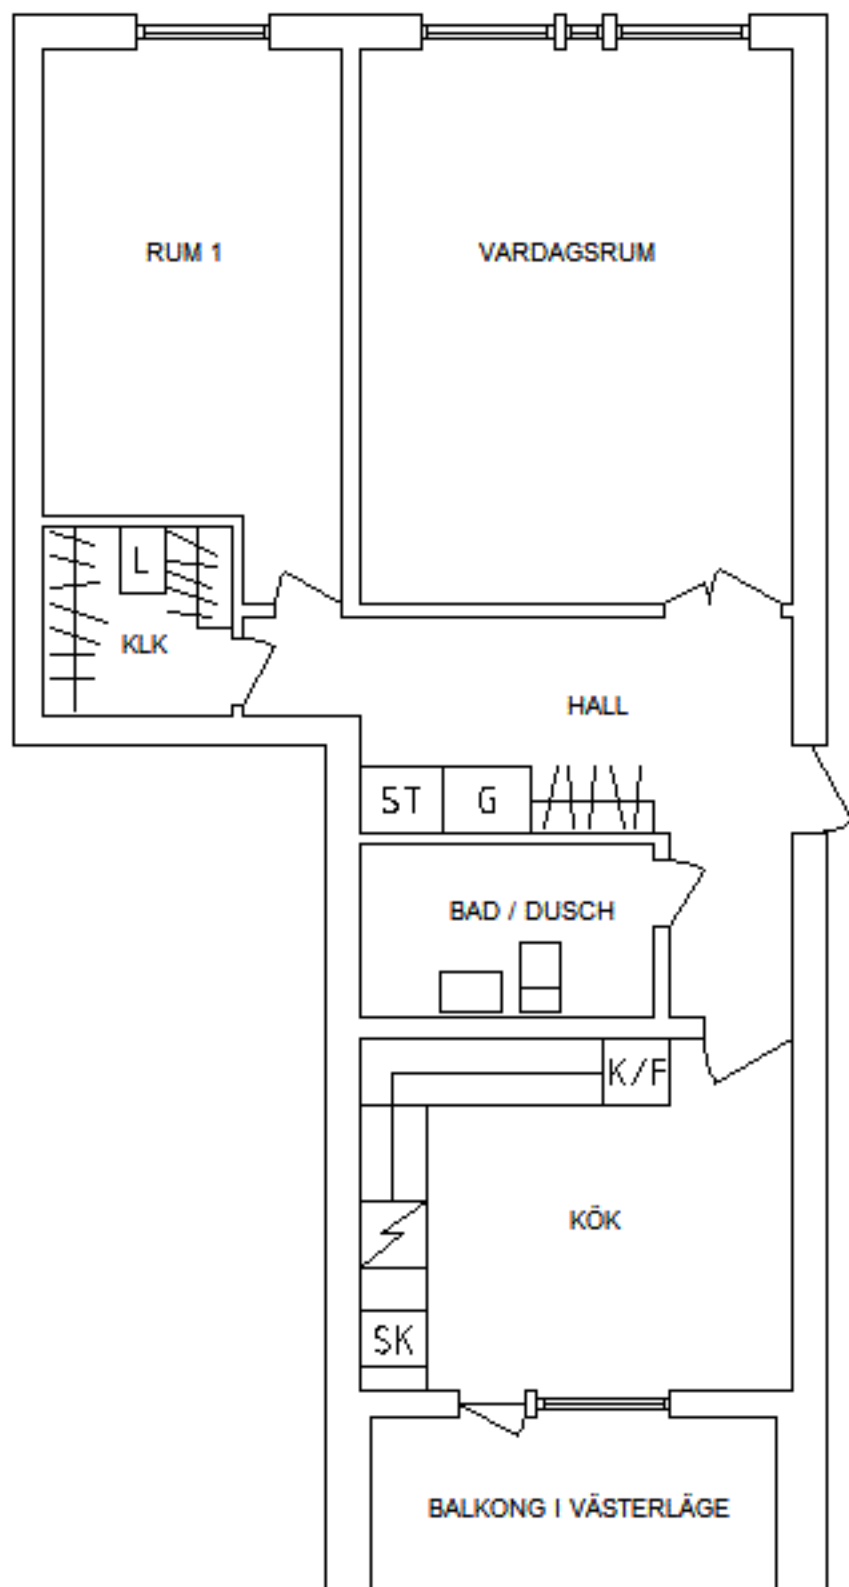 RUM 1
VARDAGSRUM
L
KLK
HALL
ST
G
BAD / DUSCH
K/F
KÖK
SK
BALKONG I VÄSTERLÄGE